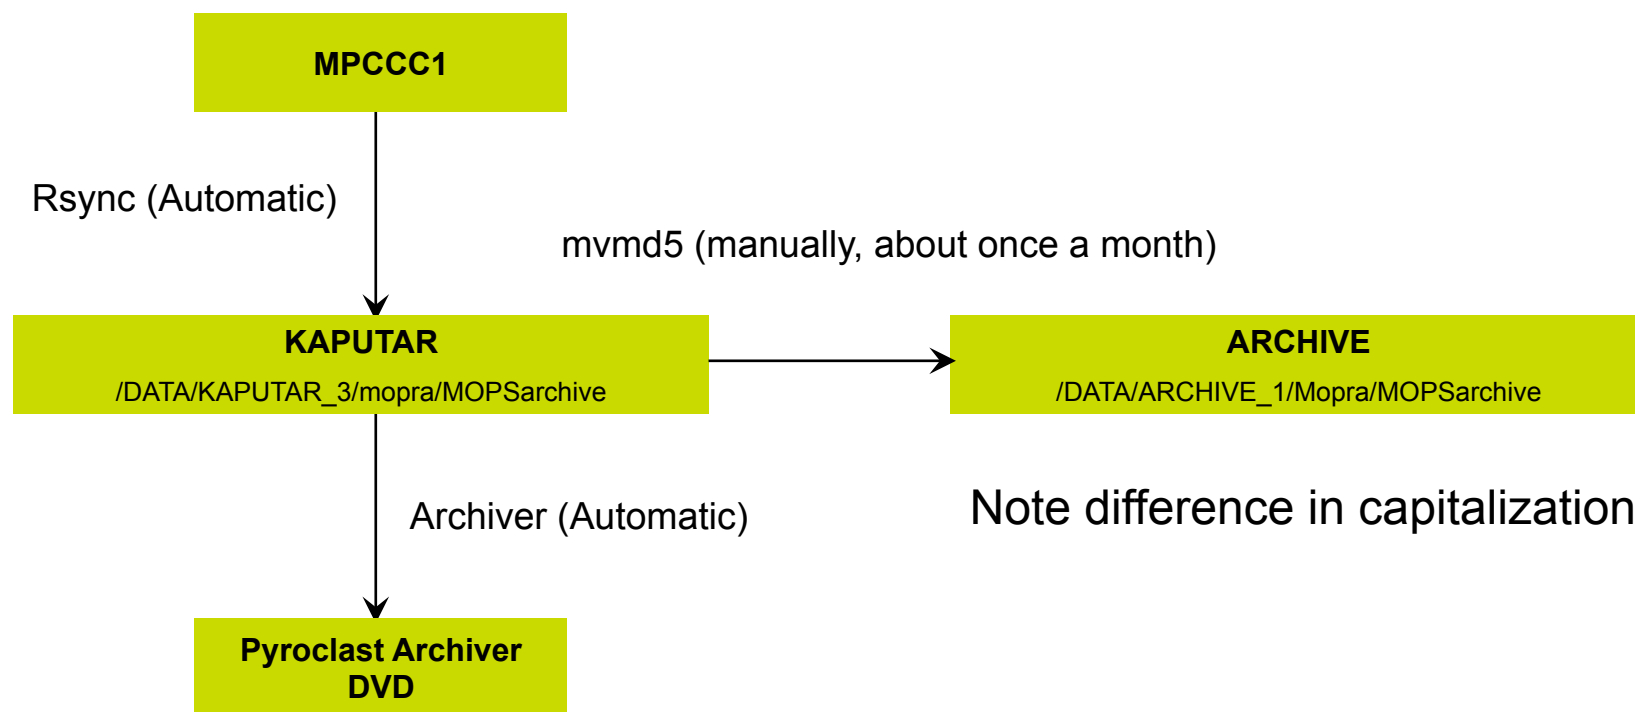 MPCCC1
Rsync (Automatic)
mvmd5 (manually, about once a month)
KAPUTAR
/DATA/KAPUTAR_3/mopra/MOPSarchive
ARCHIVE
/DATA/ARCHIVE_1/Mopra/MOPSarchive
Archiver (Automatic)
Note difference in capitalization
Pyroclast Archiver
DVD